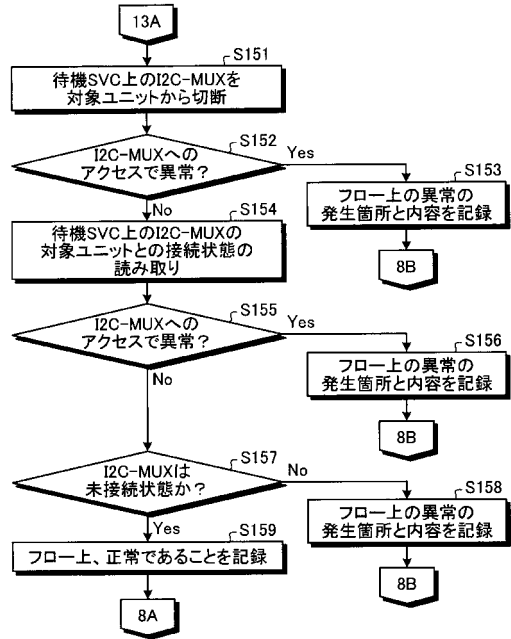 13A
S151
待機SVC上のI2C-MUXを
対象ユニットから切断
S152
I2C-MUXへの
アクセスで異常?
Yes
No
S153
フロー上の異常の
発生箇所と内容を記録
8B
S154
待機SVC上のI2C-MUXの
対象ユニットとの接続状態の
読み取り
S155
I2C-MUXへの
アクセスで異常?
Yes
No
S156
フロー上の異常の
発生箇所と内容を記録
8B
S157
I2C-MUXは
未接続状態か?
No
Yes
S158
フロー上の異常の
発生箇所と内容を記録
8B
S159
フロー上、正常であることを記録
8A